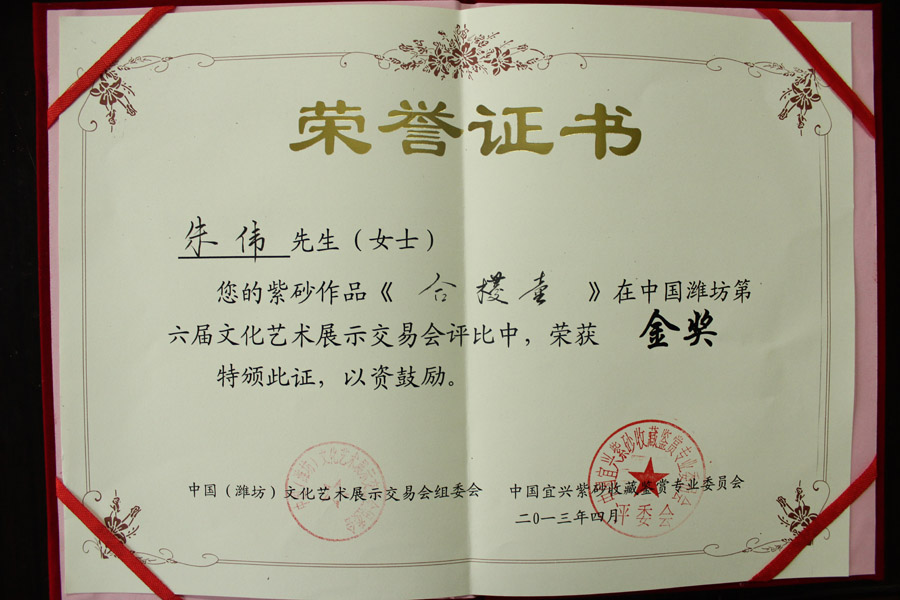 荣誉证书
朱伟 先生（女士）
您的紫砂作品《 合 壶 》在中国潍坊第
六届文化艺术展示交易会评比中，荣获 金奖
特颁此证，以资鼓励。
中国（潍坊）文化艺术展示交易会组委会
中国宜兴紫砂收藏鉴赏专业委员会
二〇一三年四月
评委会